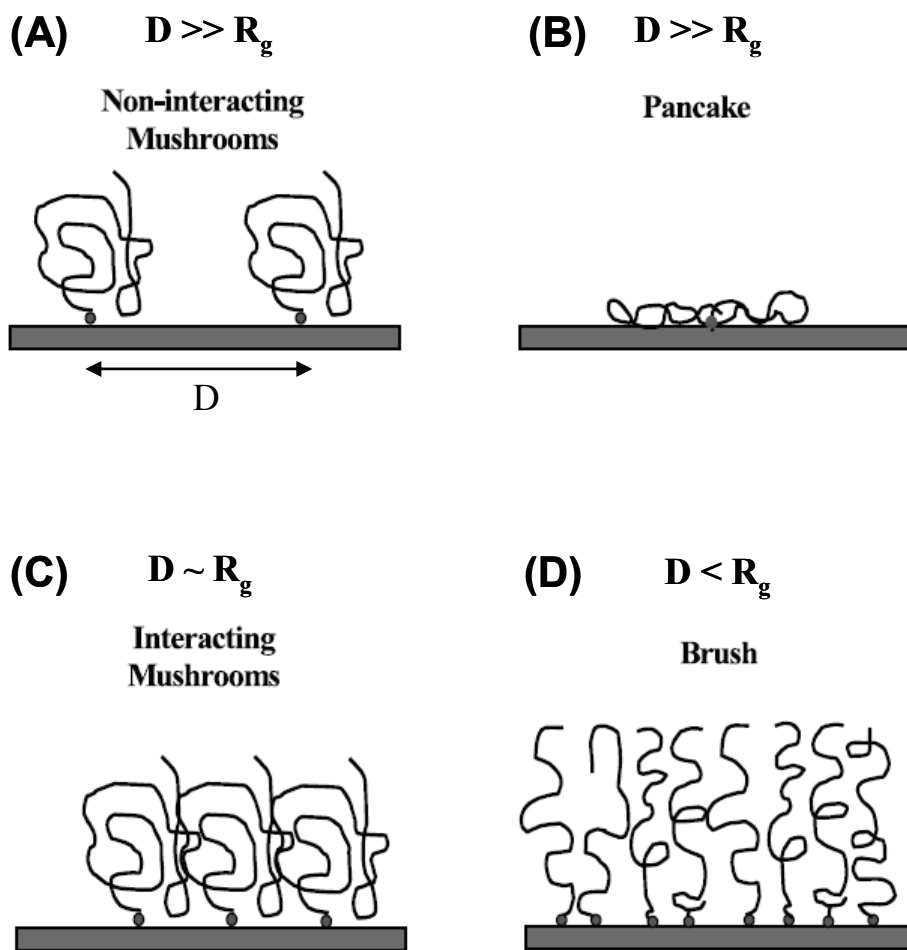 (A) D >> Rg
Non-interacting
Mushrooms
D
(B) D >> Rg
Pancake
(C) D ~ Rg
Interacting
Mushrooms
(D) D < Rg
Brush